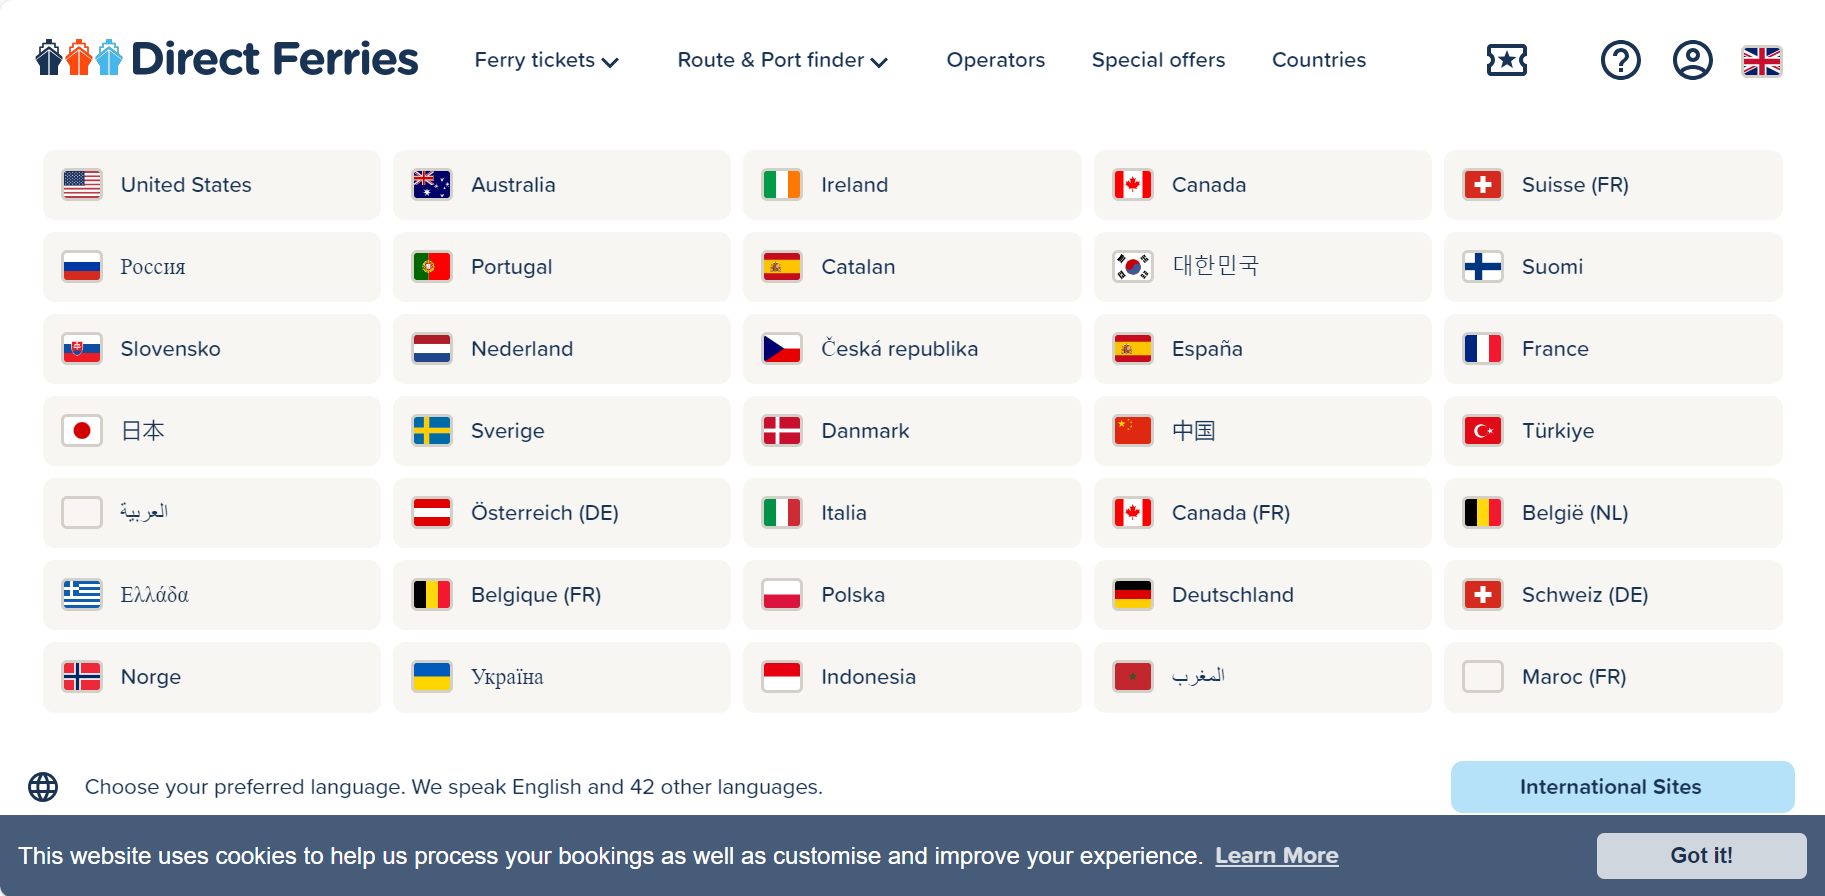 Direct Ferries
Ferry tickets
Route & Port finder
Operators
Special offers
Countries
United States
Australia
Ireland
Canada
Suisse (FR)
Россия
Portugal
Catalan
대한민국
Suomi
Slovensko
Nederland
Česká republika
España
France
日本
Sverige
Danmark
中国
Türkiye
العربية
Österreich (DE)
Italia
Canada (FR)
België (NL)
Ελλάδα
Belgique (FR)
Polska
Deutschland
Schweiz (DE)
Norge
Україна
Indonesia
المغرب
Maroc (FR)
Choose your preferred language. We speak English and 42 other languages.
International Sites
This website uses cookies to help us process your bookings as well as customise and improve your experience. Learn More
Got it!